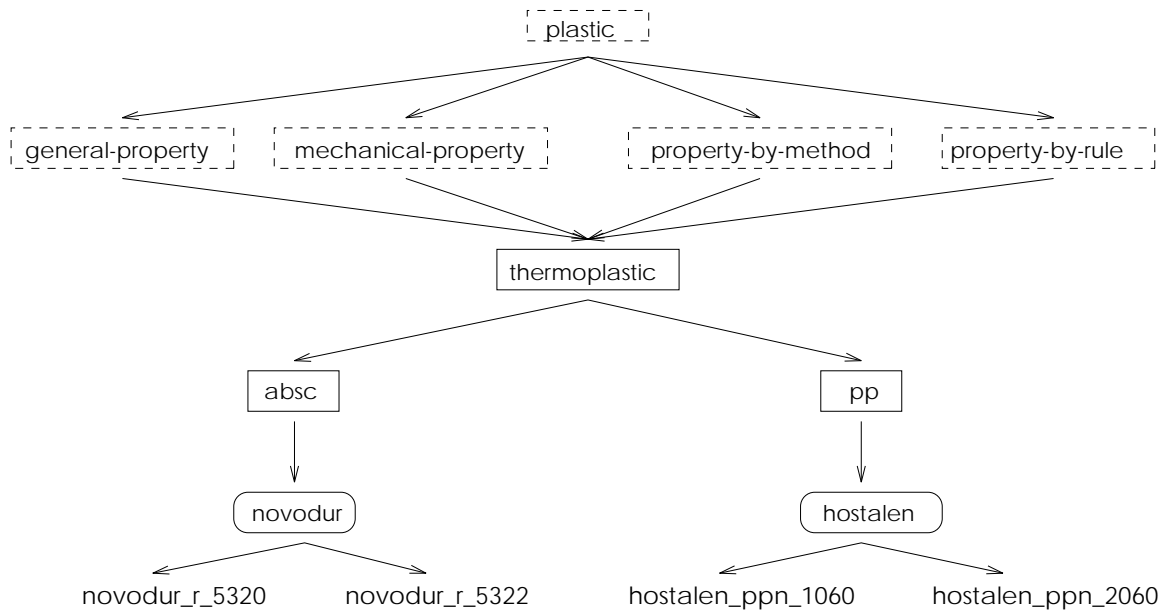 plastic
general-property
mechanical-property
property-by-method
property-by-rule
thermoplastic
absc
pp
novodur
hostalen
novodur_r_5320
novodur_r_5322
hostalen_ppn_1060
hostalen_ppn_2060